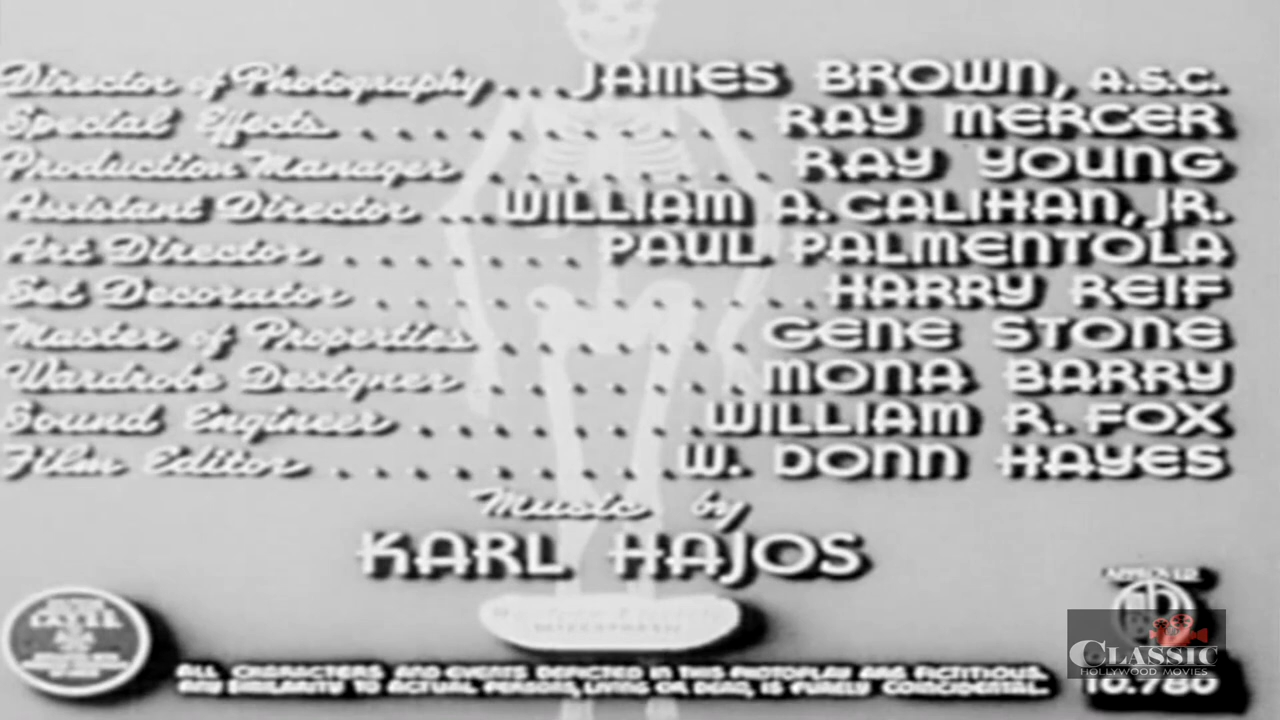 Director of Photography ... JAMES BROWN, A.S.C.
Special Effects . . . . . . . . . . RAY MERCER
Production Manager . . . . . . . RAY YOUNG
Assistant Director ... WILLIAM A. CALIHAN, JR.
Art Director . . . . . . . PAUL PALMENTOLA
Set Decorator . . . . . . . . . . . HARRY REIF
Master of Properties . . . . . . . GENE STONE
Wardrobe Designer . . . . . . . MONA BARRY
Sound Engineer . . . . . . . . WILLIAM R. FOX
Film Editor . . . . . . . . . . W. DONN HAYES
Music by
KARL HAJOS
ALL CHARACTERS AND EVENTS DEPICTED IN THIS PHOTOPLAY ARE FICTITIOUS.
ANY SIMILARITY TO ACTUAL PERSONS, LIVING OR DEAD, IS PURELY COINCIDENTAL.
CLASSIC
HOLLYWOOD MOVIES